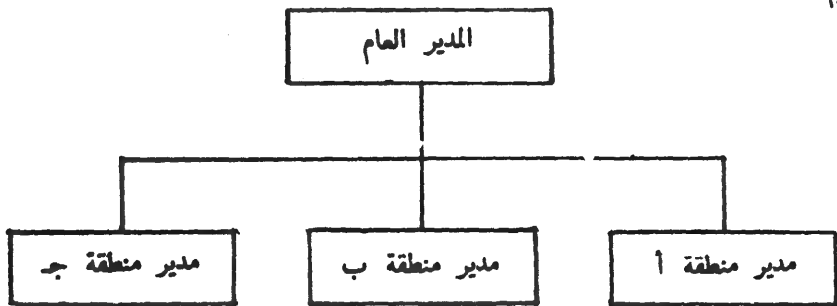 المدير العام
مدير منطقة أ
مدير منطقة ب
مدير منطقة جـ